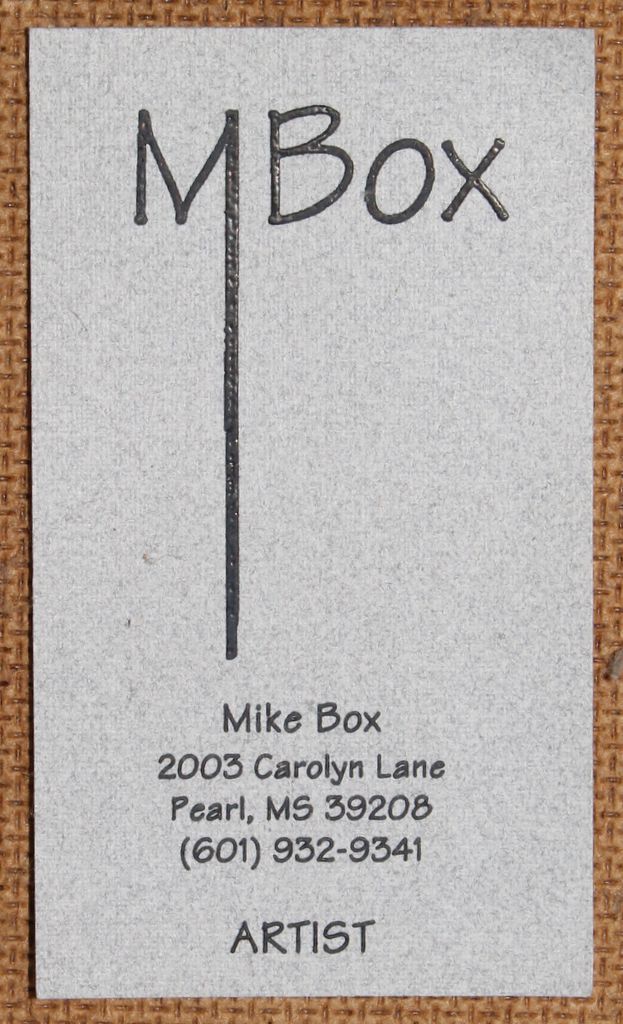 MBox
Mike Box
2003 Carolyn Lane
Pearl, MS 39208
(601) 932-9341
ARTIST